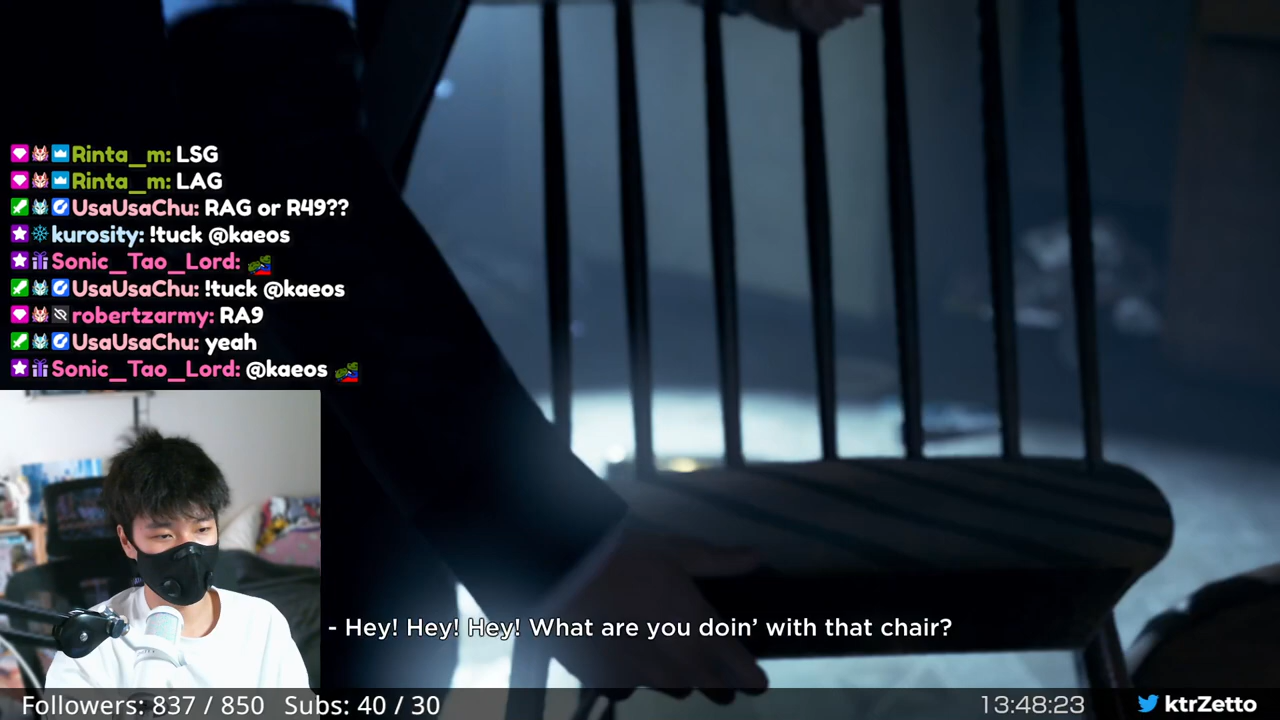 Rinta__m: LSG
Rinta__m: LAG
UsaUsaChu: RAG or R49??
kurosity: !tuck @kaeos
Sonic_Tao_Lord:
UsaUsaChu: !tuck @kaeos
robertzarmy: RA9
UsaUsaChu: yeah
Sonic_Tao_Lord: @kaeos
- Hey! Hey! Hey! What are you doin’ with that chair?
Followers: 837 / 850 Subs: 40 / 30
13:48:23 ktrZetto